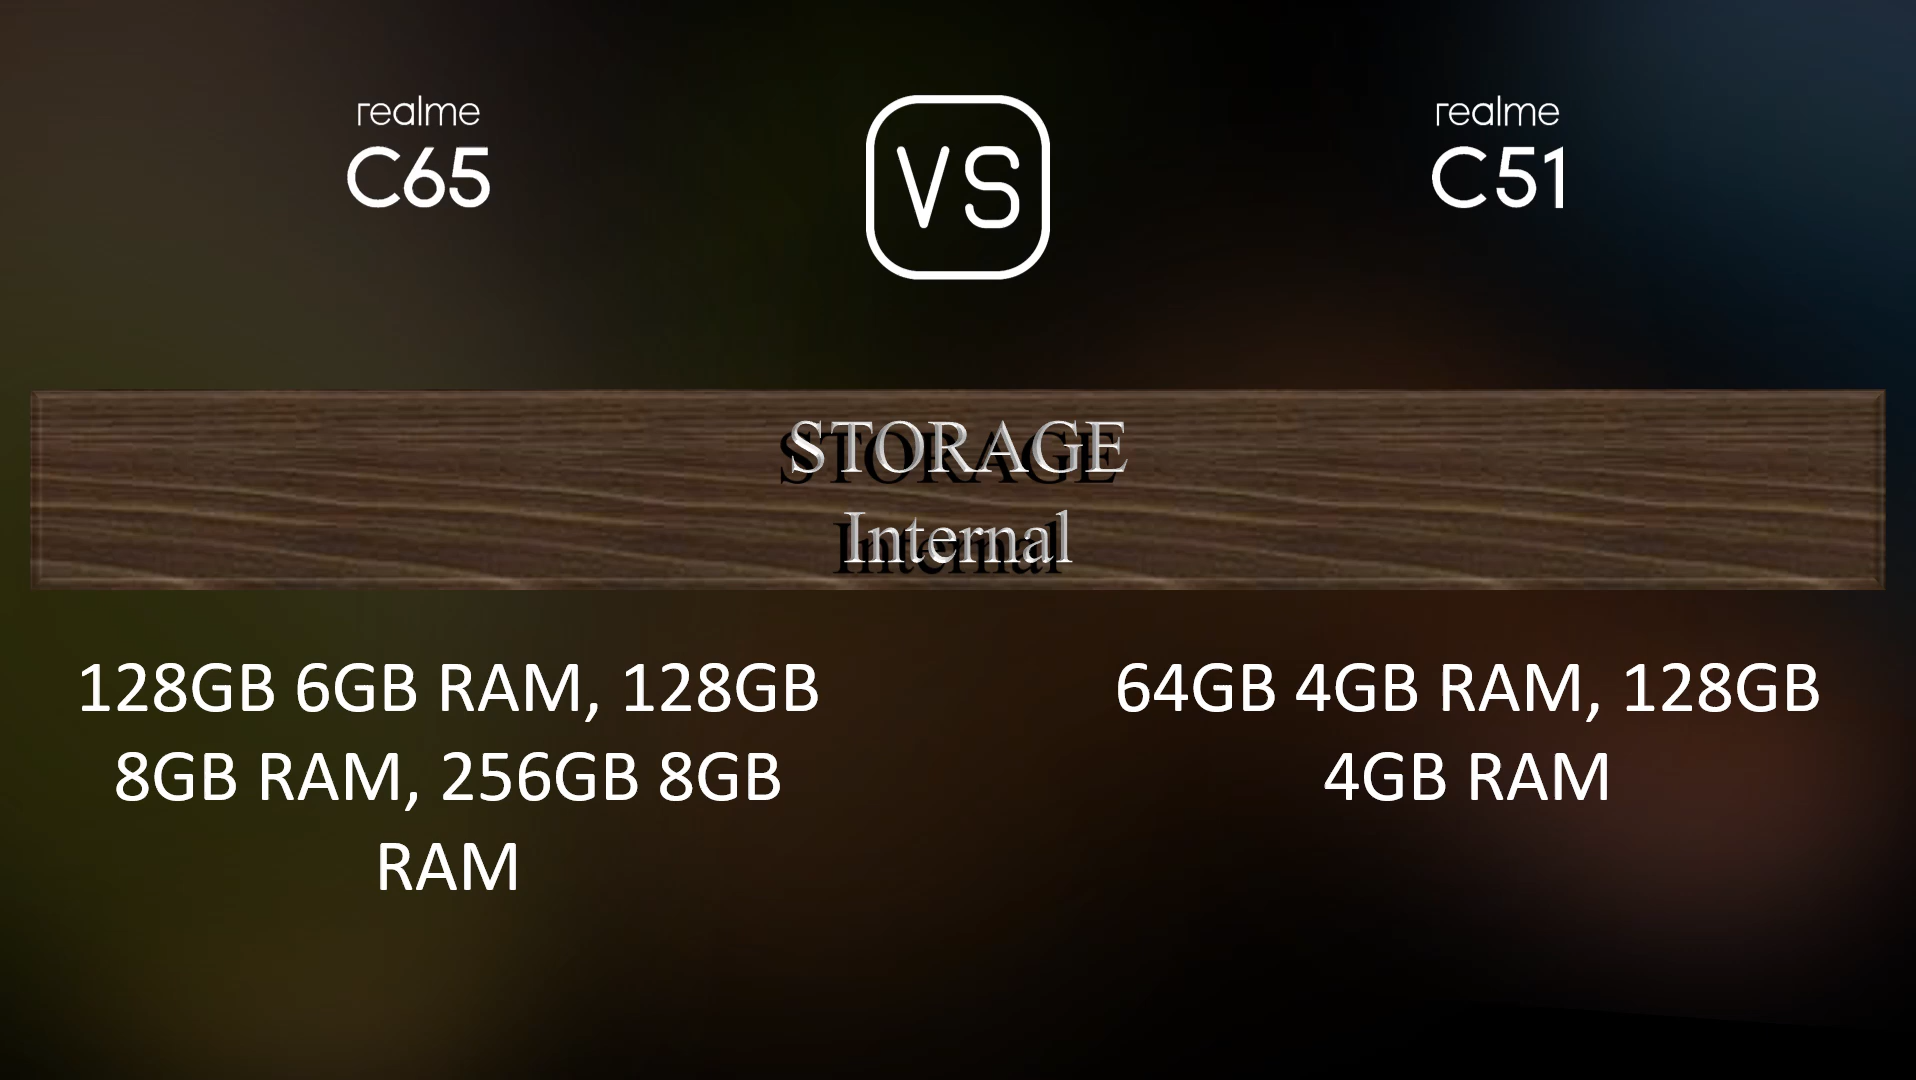 realme
C65
VS
realme
C51
STORAGE
Internal
128GB 6GB RAM, 128GB
8GB RAM, 256GB 8GB
RAM
64GB 4GB RAM, 128GB
4GB RAM